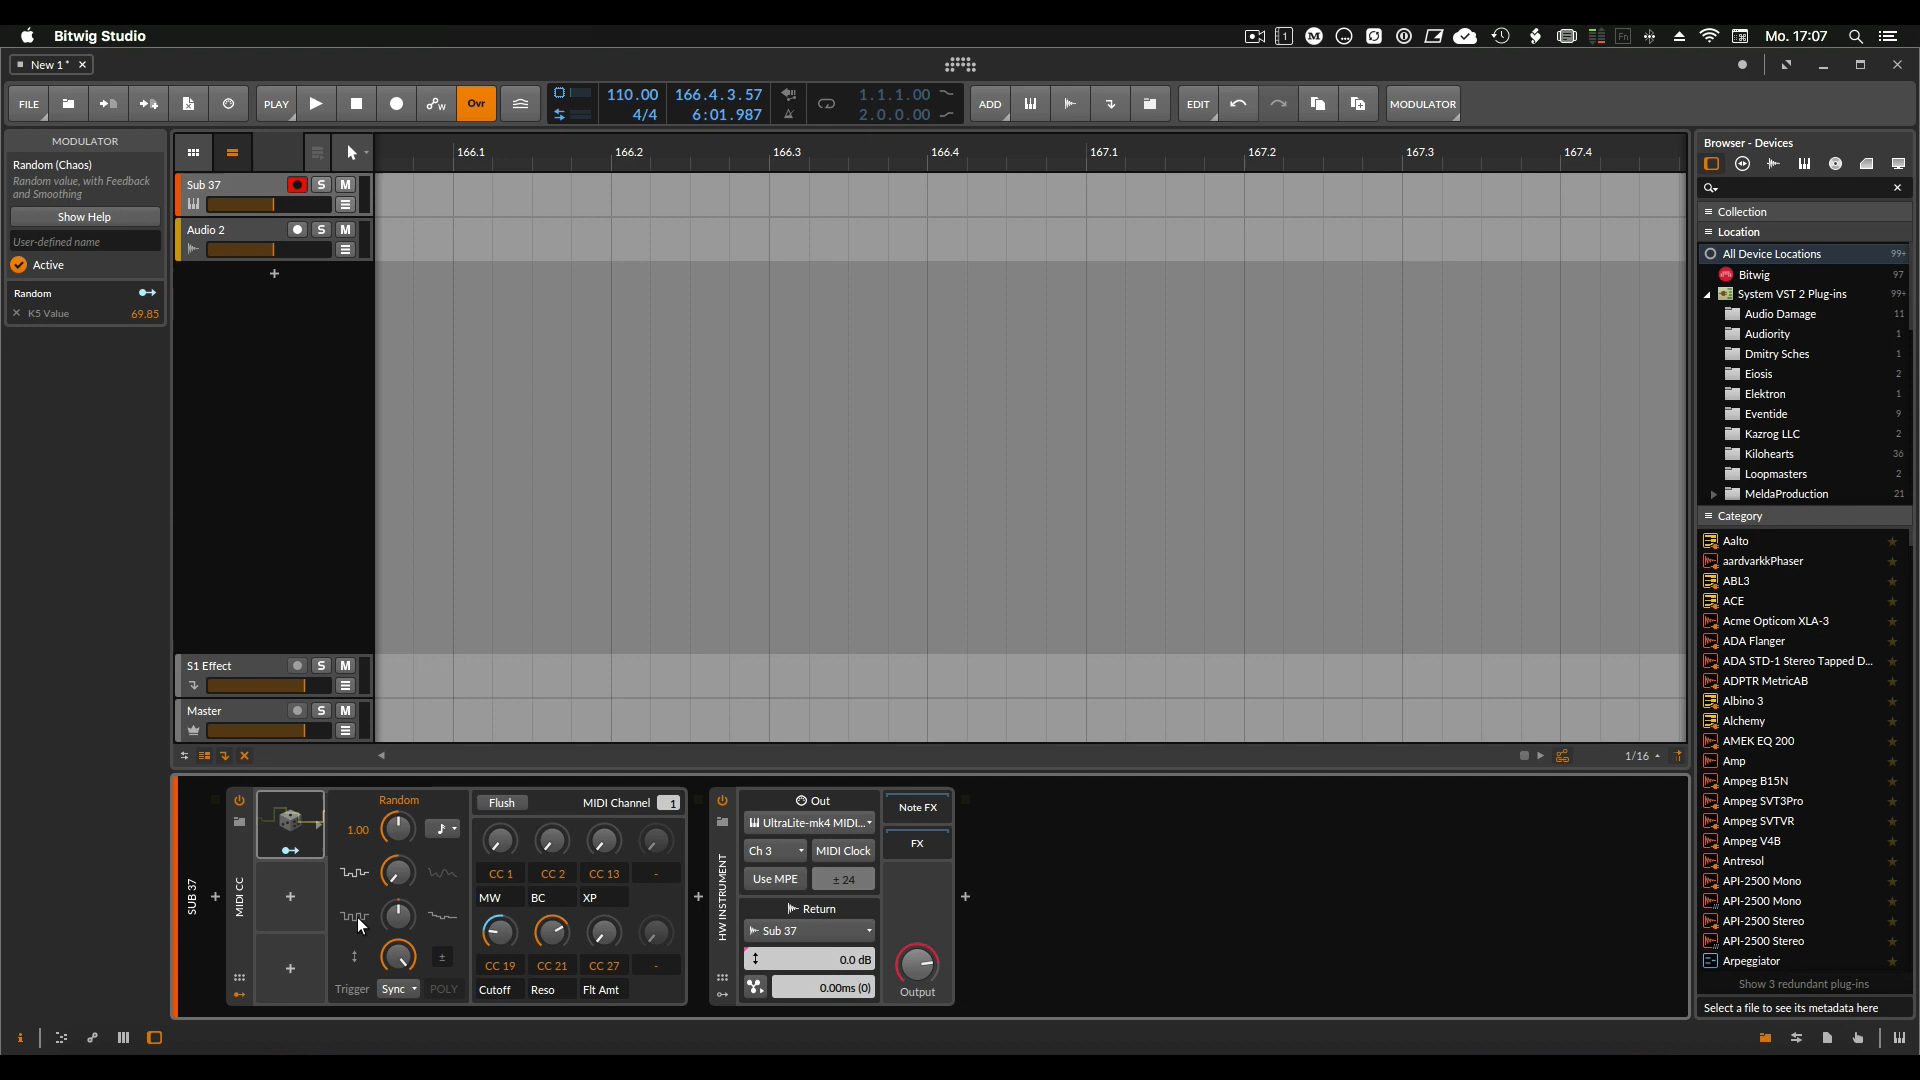 Bitwig Studio
Mo. 17:07
New 1*
FILE
PLAY
Ovr
110.00
4/4
166.4.3.57
6:01.987
1.1.1.00
2.0.0.00
ADD
EDIT
MODULATOR
MODULATOR
Random (Chaos)
Random value, with Feedback
and Smoothing
Show Help
User-defined name
Active
Random
K5 Value 69.85
166.1 166.2 166.3 166.4 167.1 167.2 167.3 167.4
Sub 37 S M
Audio 2 S M
S1 Effect S M
Master S M
1/16
Browser - Devices
Collection
Location
All Device Locations 99+
Bitwig 97
System VST 2 Plug-ins 99+
Audio Damage 11
Audiority 1
Dmitry Sches 1
Eiosis 2
Elektron 1
Eventide 9
Kazrog LLC 2
Kilohearts 36
Loopmasters 2
MeldaProduction 21
Category
Aalto
aardvarkkPhaser
ABL3
ACE
Acme Opticom XLA-3
ADA Flanger
ADA STD-1 Stereo Tapped D...
ADPTR MetricAB
Albino 3
Alchemy
AMEK EQ 200
Amp
Ampeg B15N
Ampeg SVT3Pro
Ampeg SVTVR
Ampeg V4B
Antresol
API-2500 Mono
API-2500 Mono
API-2500 Stereo
API-2500 Stereo
Arpeggiator
Show 3 redundant plug-ins
Select a file to see its metadata here
SUB 37
MIDI CC
Random
1.00
±
Trigger Sync POLY
Flush MIDI Channel 1
CC 1 CC 2 CC 13 -
MW BC XP
CC 19 CC 21 CC 27 -
Cutoff Reso Flt Amt
HW INSTRUMENT
Out
UltraLite-mk4 MIDI...
Ch 3 MIDI Clock
Use MPE ± 24
Return
Sub 37
0.0 dB
0.00ms (0)
Note FX
FX
Output